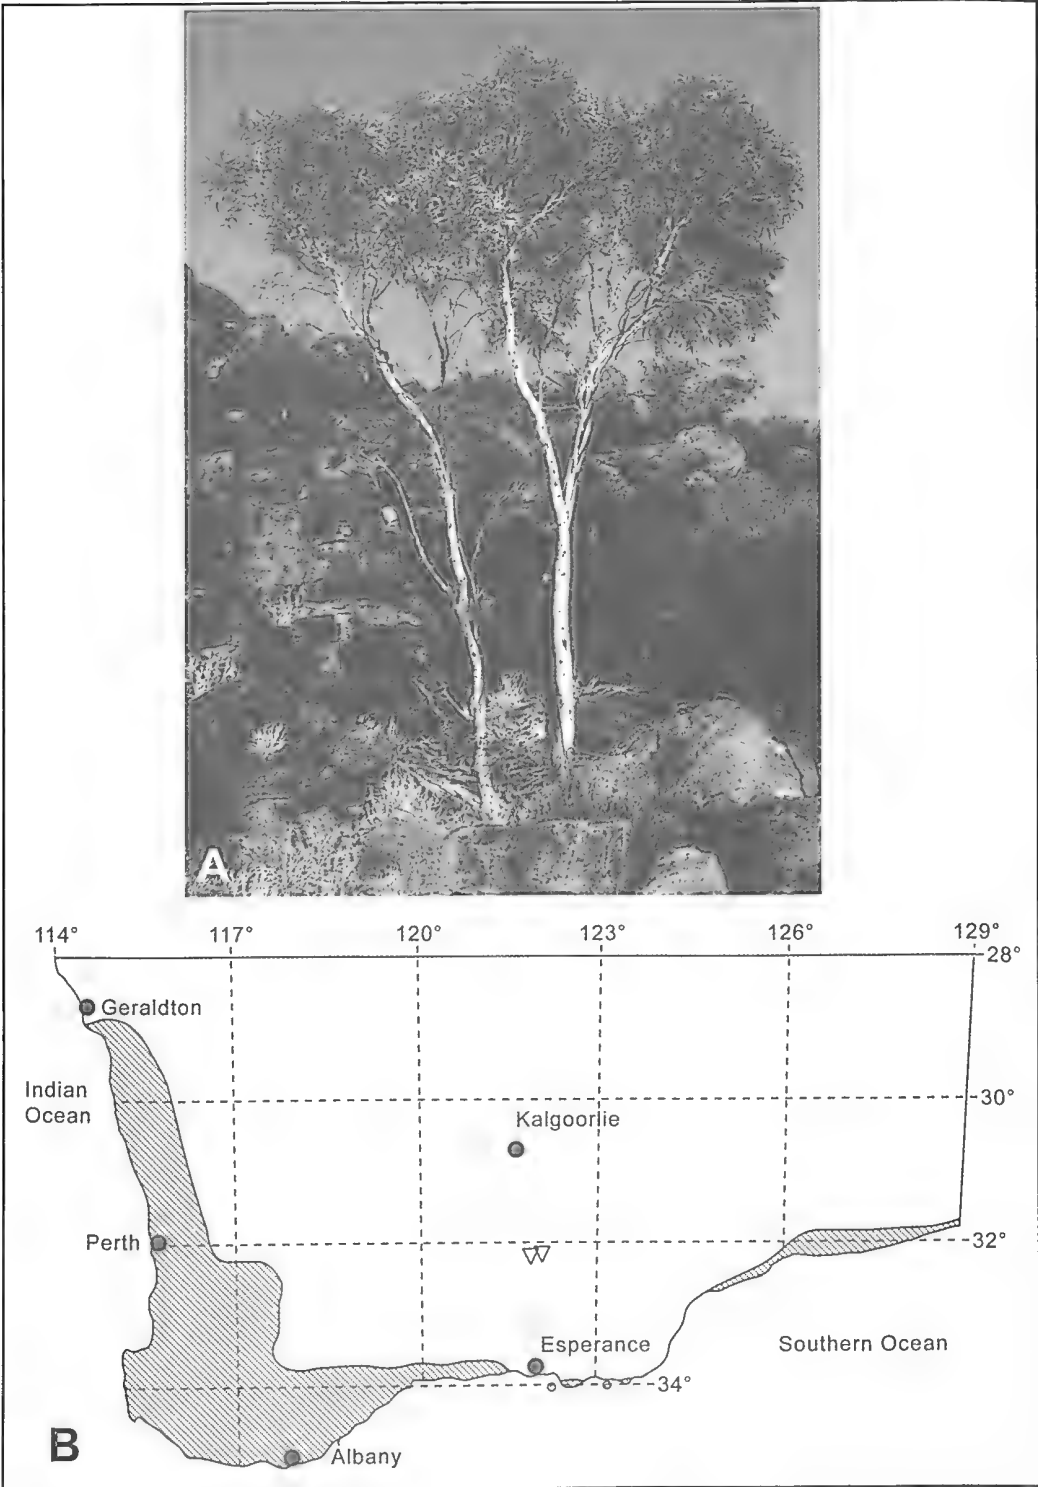 A
114° 117° 120° 123° 126° 129°
28°
Geraldton
Indian
Ocean
30°
Kalgoorlie
Perth
32°
Esperance
Southern Ocean
34°
B
Albany